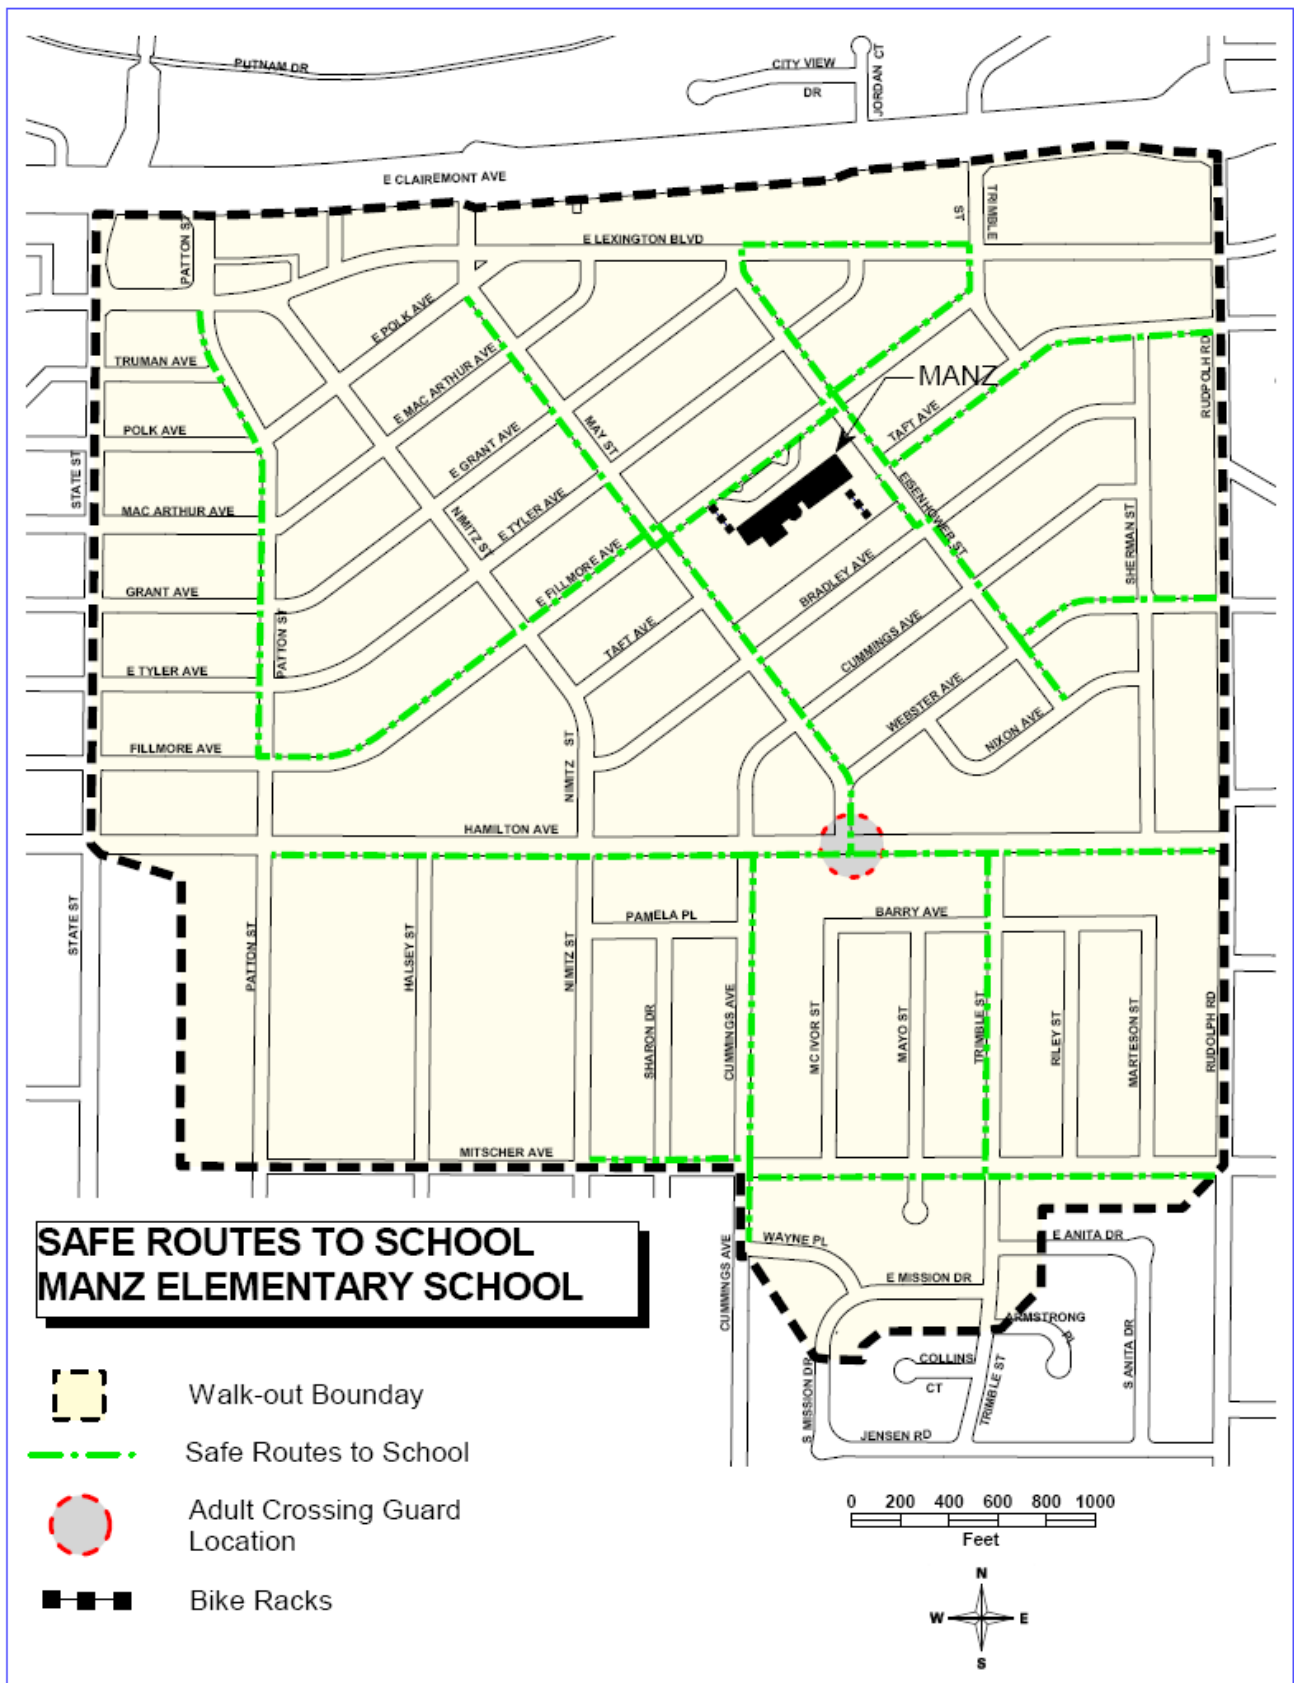 PUTNAM DR
CITY VIEW
DR
JORDAN CT
E CLAIREMONT AVE
TRIMBLE
ST
PATTON ST
E LEXINGTON BLVD
E POLK AVE
TRUMAN AVE
E MAC ARTHUR AVE
MANZ
RUDPOLH RD
POLK AVE
E GRANT AVE
MAY ST
TAFT AVE
STATE ST
MAC ARTHUR AVE
NIMITZ ST
E TYLER AVE
EISENHOWER ST
SHERMAN ST
GRANT AVE
E FILLMORE AVE
BRADLEY AVE
PATTON ST
TAFT AVE
CUMMINGS AVE
E TYLER AVE
WEBSTER AVE
NIXON AVE
FILLMORE AVE
NIMITZ ST
HAMILTON AVE
STATE ST
PATTON ST
HALSEY ST
NIMITZ ST
PAMELA PL
BARRY AVE
SHARON DR
CUMMINGS AVE
MC IVOR ST
MAYO ST
TRIMBLE ST
RILEY ST
MARTESON ST
RUDOLPH RD
MITSCHER AVE
SAFE ROUTES TO SCHOOL
MANZ ELEMENTARY SCHOOL
CUMMINGS AVE
WAYNE PL
E ANITA DR
E MISSION DR
ARMSTRONG
PL
S ANITA DR
COLLINS
CT
TRIMBLE ST
S MISSION DR
JENSEN RD
Walk-out Bounday
Safe Routes to School
Adult Crossing Guard
Location
Bike Racks
0 200 400 600 800 1000
Feet
N
W E
S